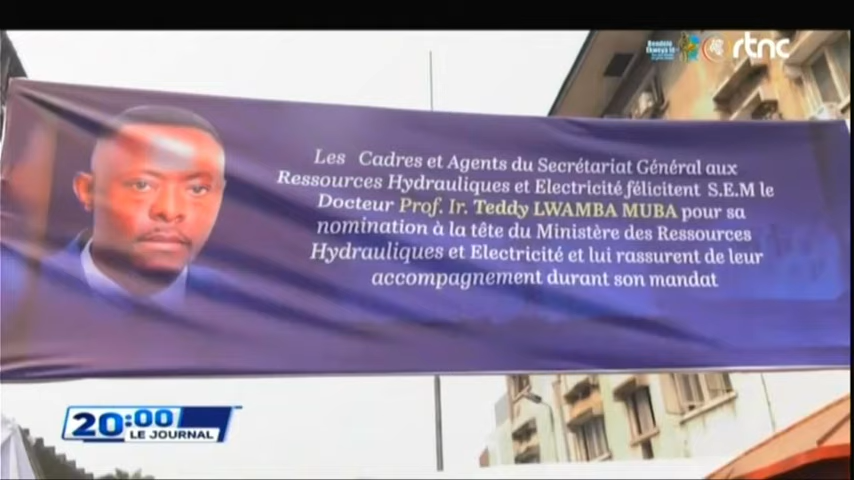 rtnc
Les Cadres et Agents du Secrétariat Général aux
Ressources Hydrauliques et Electricité félicitent S.E.M le
Docteur Prof. Ir. Teddy LWAMBA MUBA pour sa
nomination à la tête du Ministère des Ressources
Hydrauliques et Electricité et lui rassurent de leur
accompagnement durant son mandat
20:00
LE JOURNAL